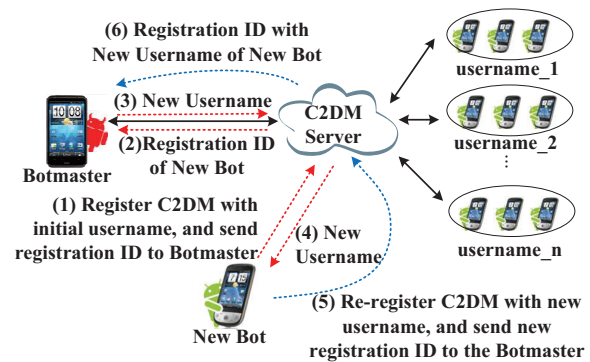 (6) Registration ID with
New Username of New Bot
(3) New Username
C2DM
Server
(2)Registration ID
of New Bot
Botmaster
username_1
username_2
⋮
username_n
(1) Register C2DM with
initial username, and send
registration ID to Botmaster
(4) New
Username
New Bot
(5) Re-register C2DM with new
username, and send new
registration ID to the Botmaster